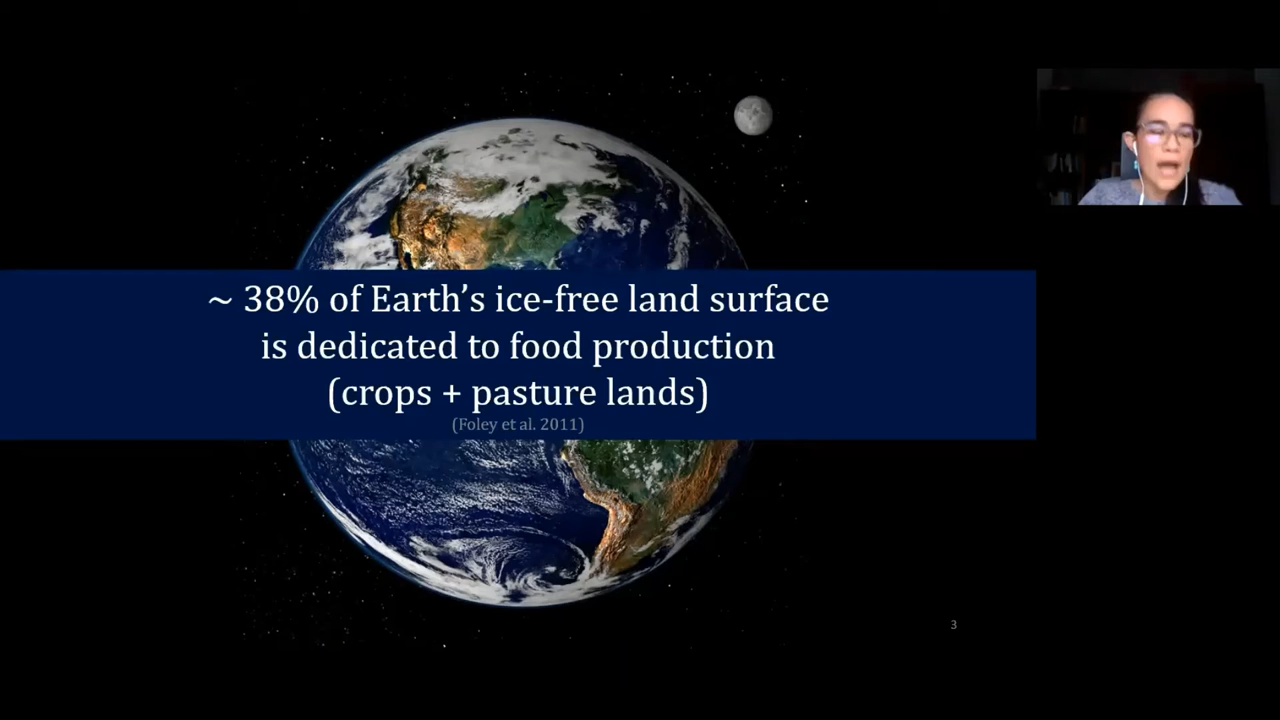 ~ 38% of Earth’s ice-free land surface
is dedicated to food production
(crops + pasture lands)
(Foley et al. 2011)
3